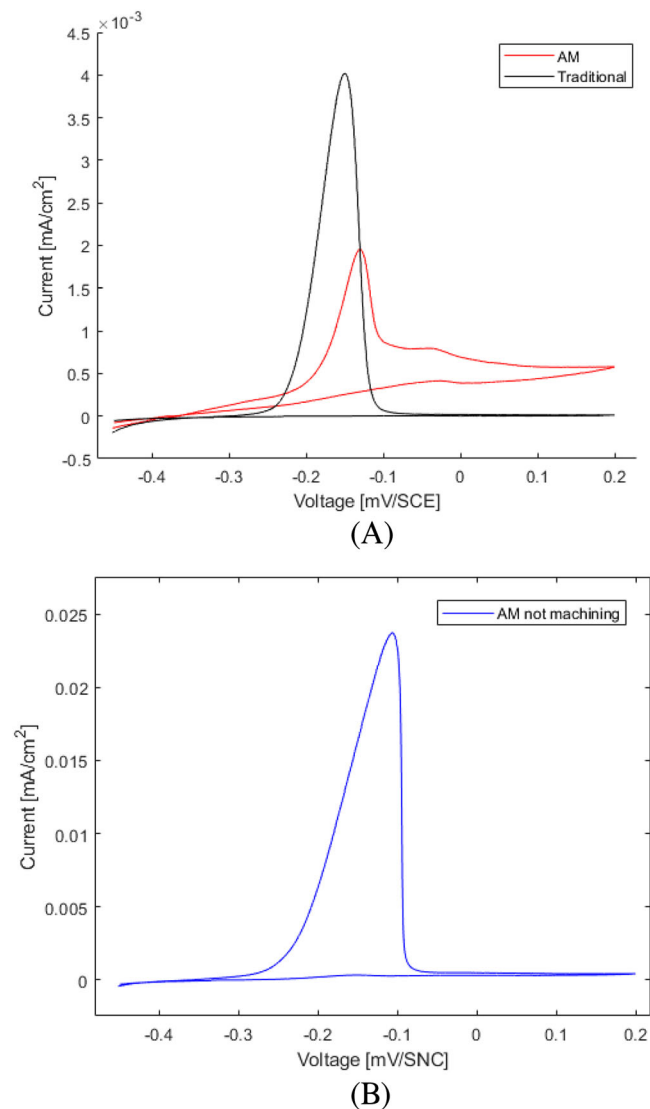 ×10⁻³
4.5
4
3.5
3
2.5
2
1.5
1
0.5
0
-0.5
Current [mA/cm²]
AM
Traditional
-0.4 -0.3 -0.2 -0.1 0 0.1 0.2
Voltage [mV/SCE]
(A)
0.025
0.02
0.015
0.01
0.005
0
Current [mA/cm²]
AM not machining
-0.4 -0.3 -0.2 -0.1 0 0.1 0.2
Voltage [mV/SNC]
(B)